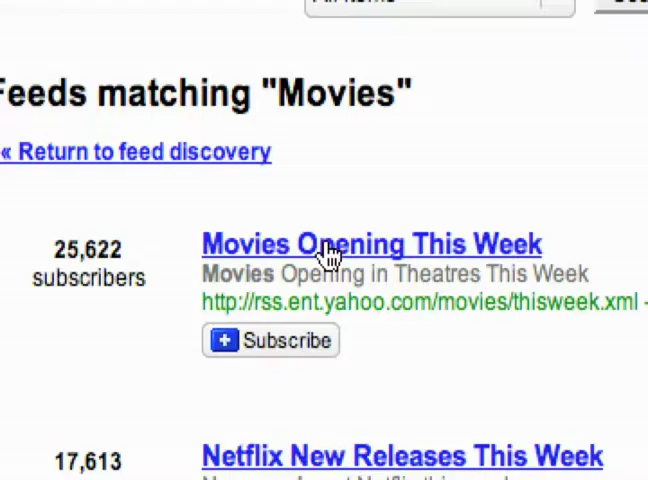 Feeds matching "Movies"
« Return to feed discovery
25,622
subscribers
Movies Opening This Week
Movies Opening in Theatres This Week
http://rss.ent.yahoo.com/movies/thisweek.xml -
Subscribe
17,613
Netflix New Releases This Week